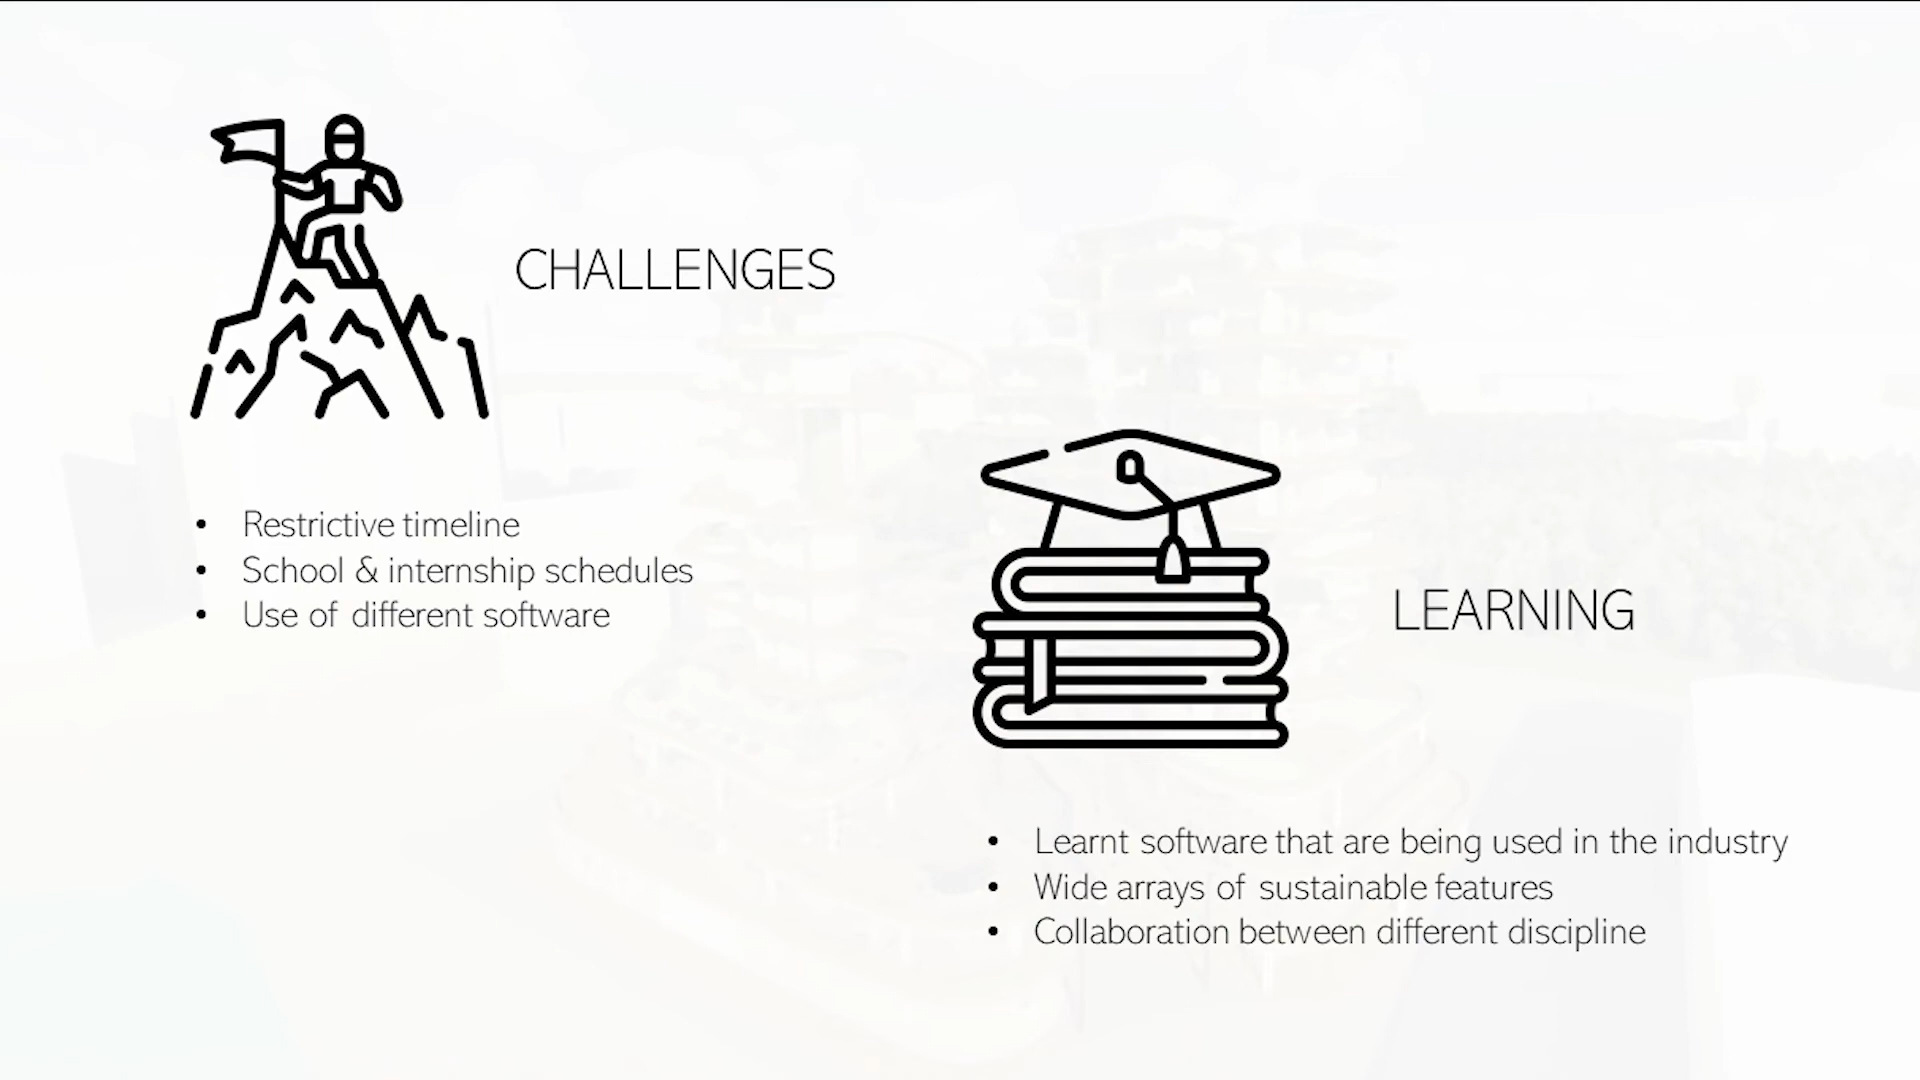 CHALLENGES
• Restrictive timeline
• School & internship schedules
• Use of different software
LEARNING
• Learnt software that are being used in the industry
• Wide arrays of sustainable features
• Collaboration between different discipline